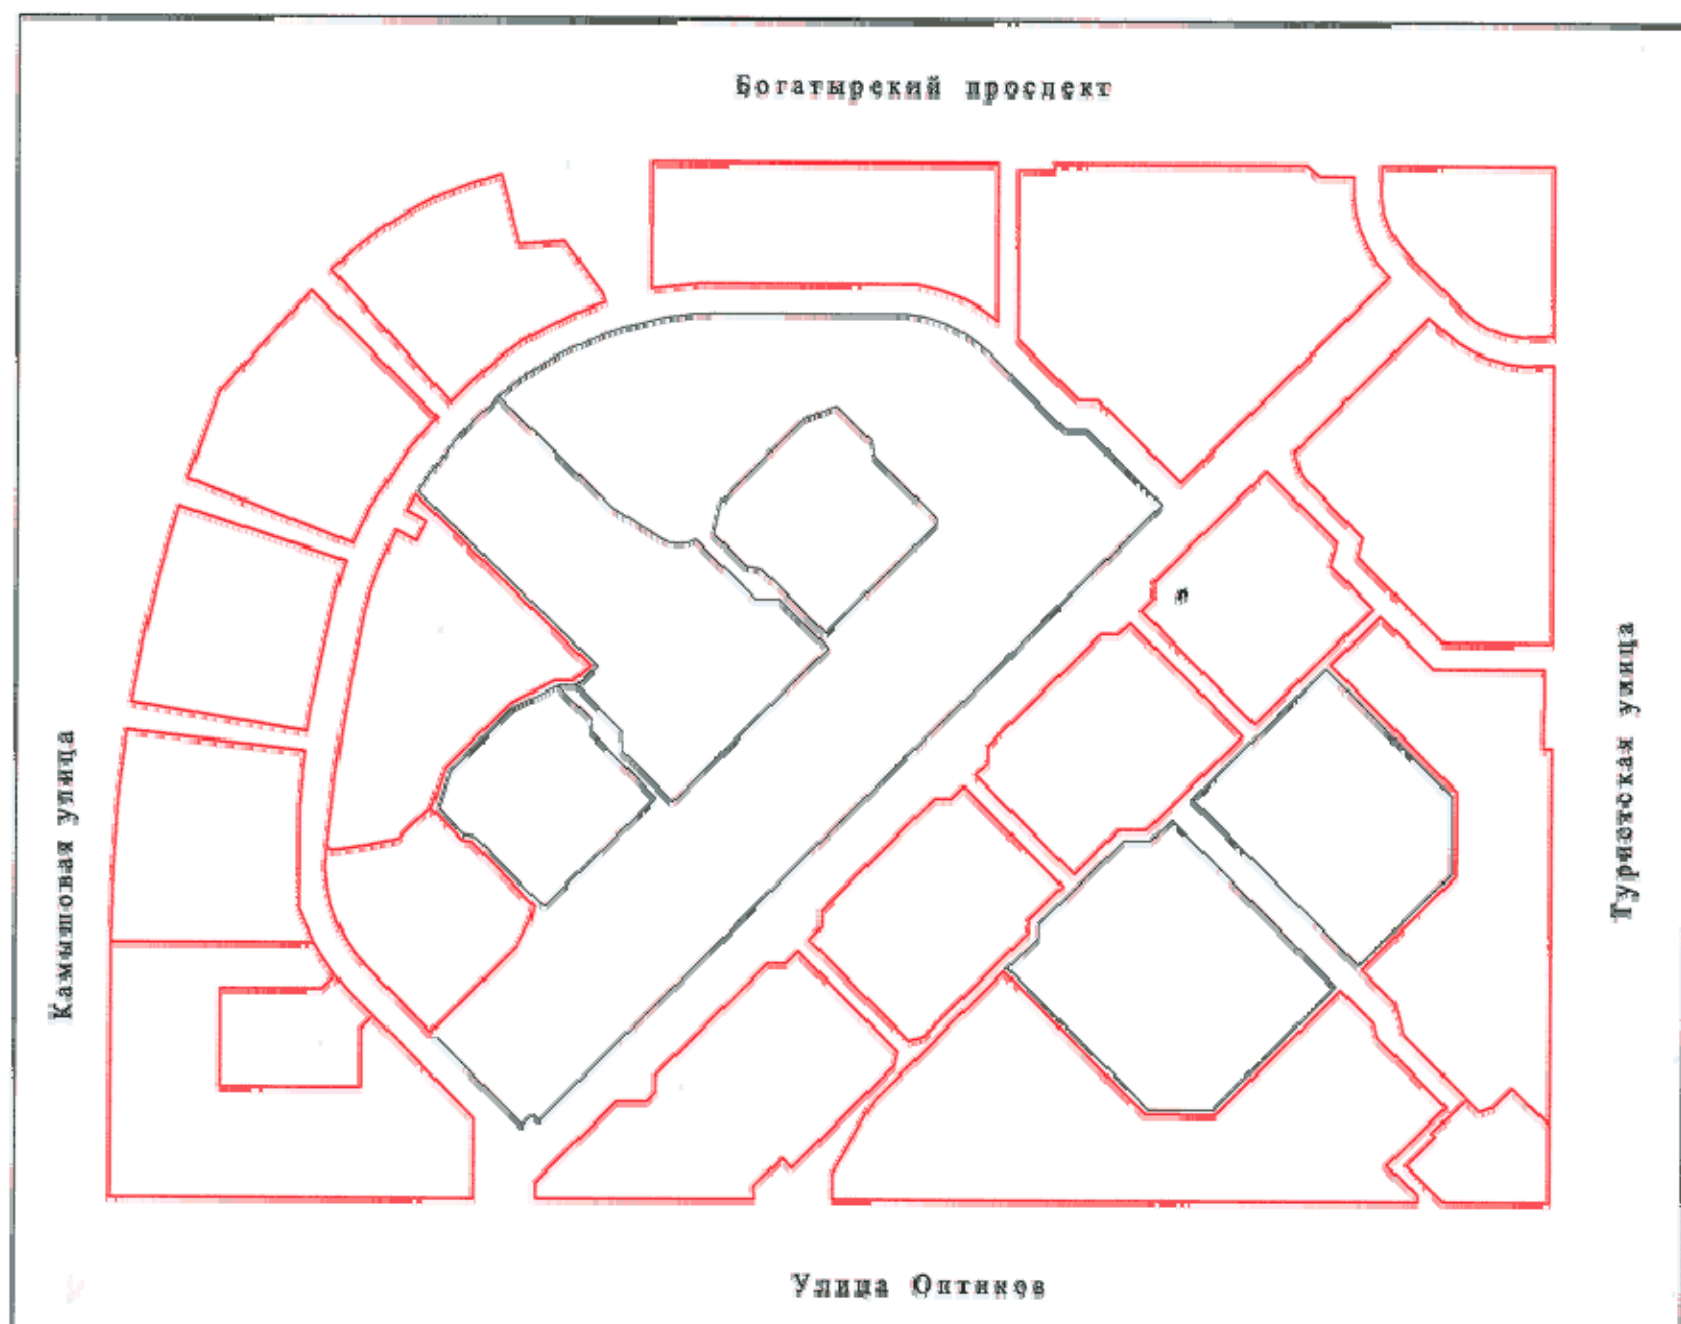 Богатырский проспект
Камышовая улица
Туристская улица
Улица Оптиков